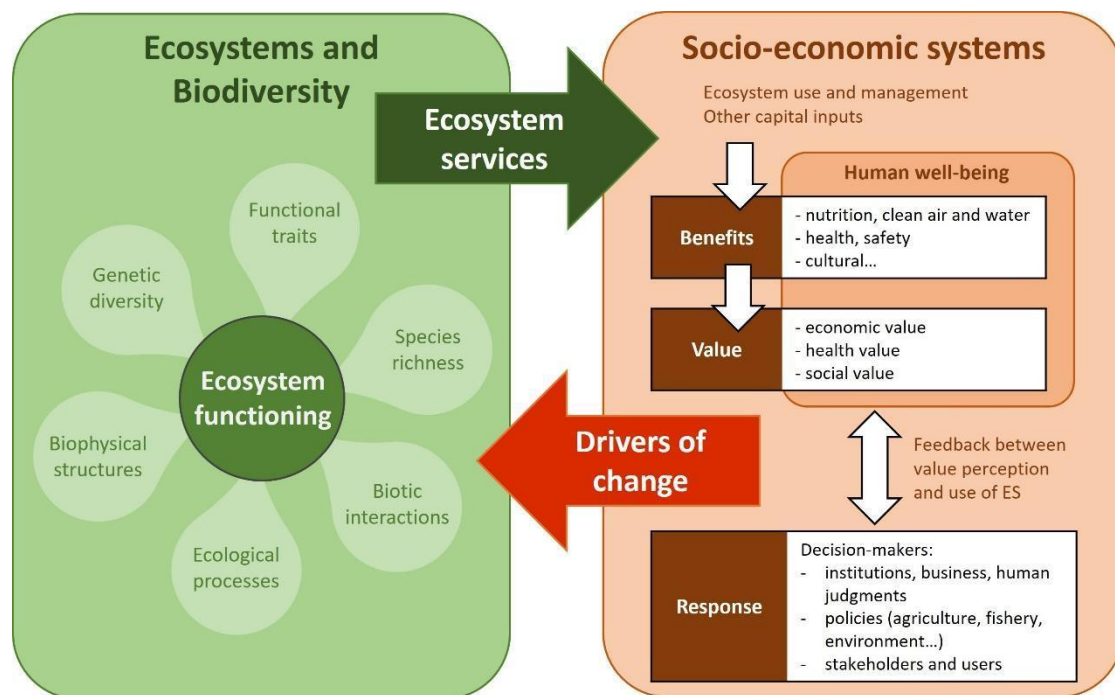 Ecosystems and
Biodiversity
Ecosystem
services
Functional
traits
Genetic
diversity
Species
richness
Ecosystem
functioning
Biophysical
structures
Biotic
interactions
Ecological
processes
Drivers of
change
Socio-economic systems
Ecosystem use and management
Other capital inputs
Human well-being
Benefits
- nutrition, clean air and water
- health, safety
- cultural...
Value
- economic value
- health value
- social value
Feedback between
value perception
and use of ES
Response
Decision-makers:
- institutions, business, human
judgments
- policies (agriculture, fishery,
environment...)
- stakeholders and users